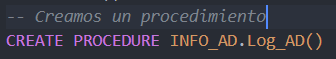 -- Creamos un procedimiento
CREATE PROCEDURE INFO_AD.Log_AD()